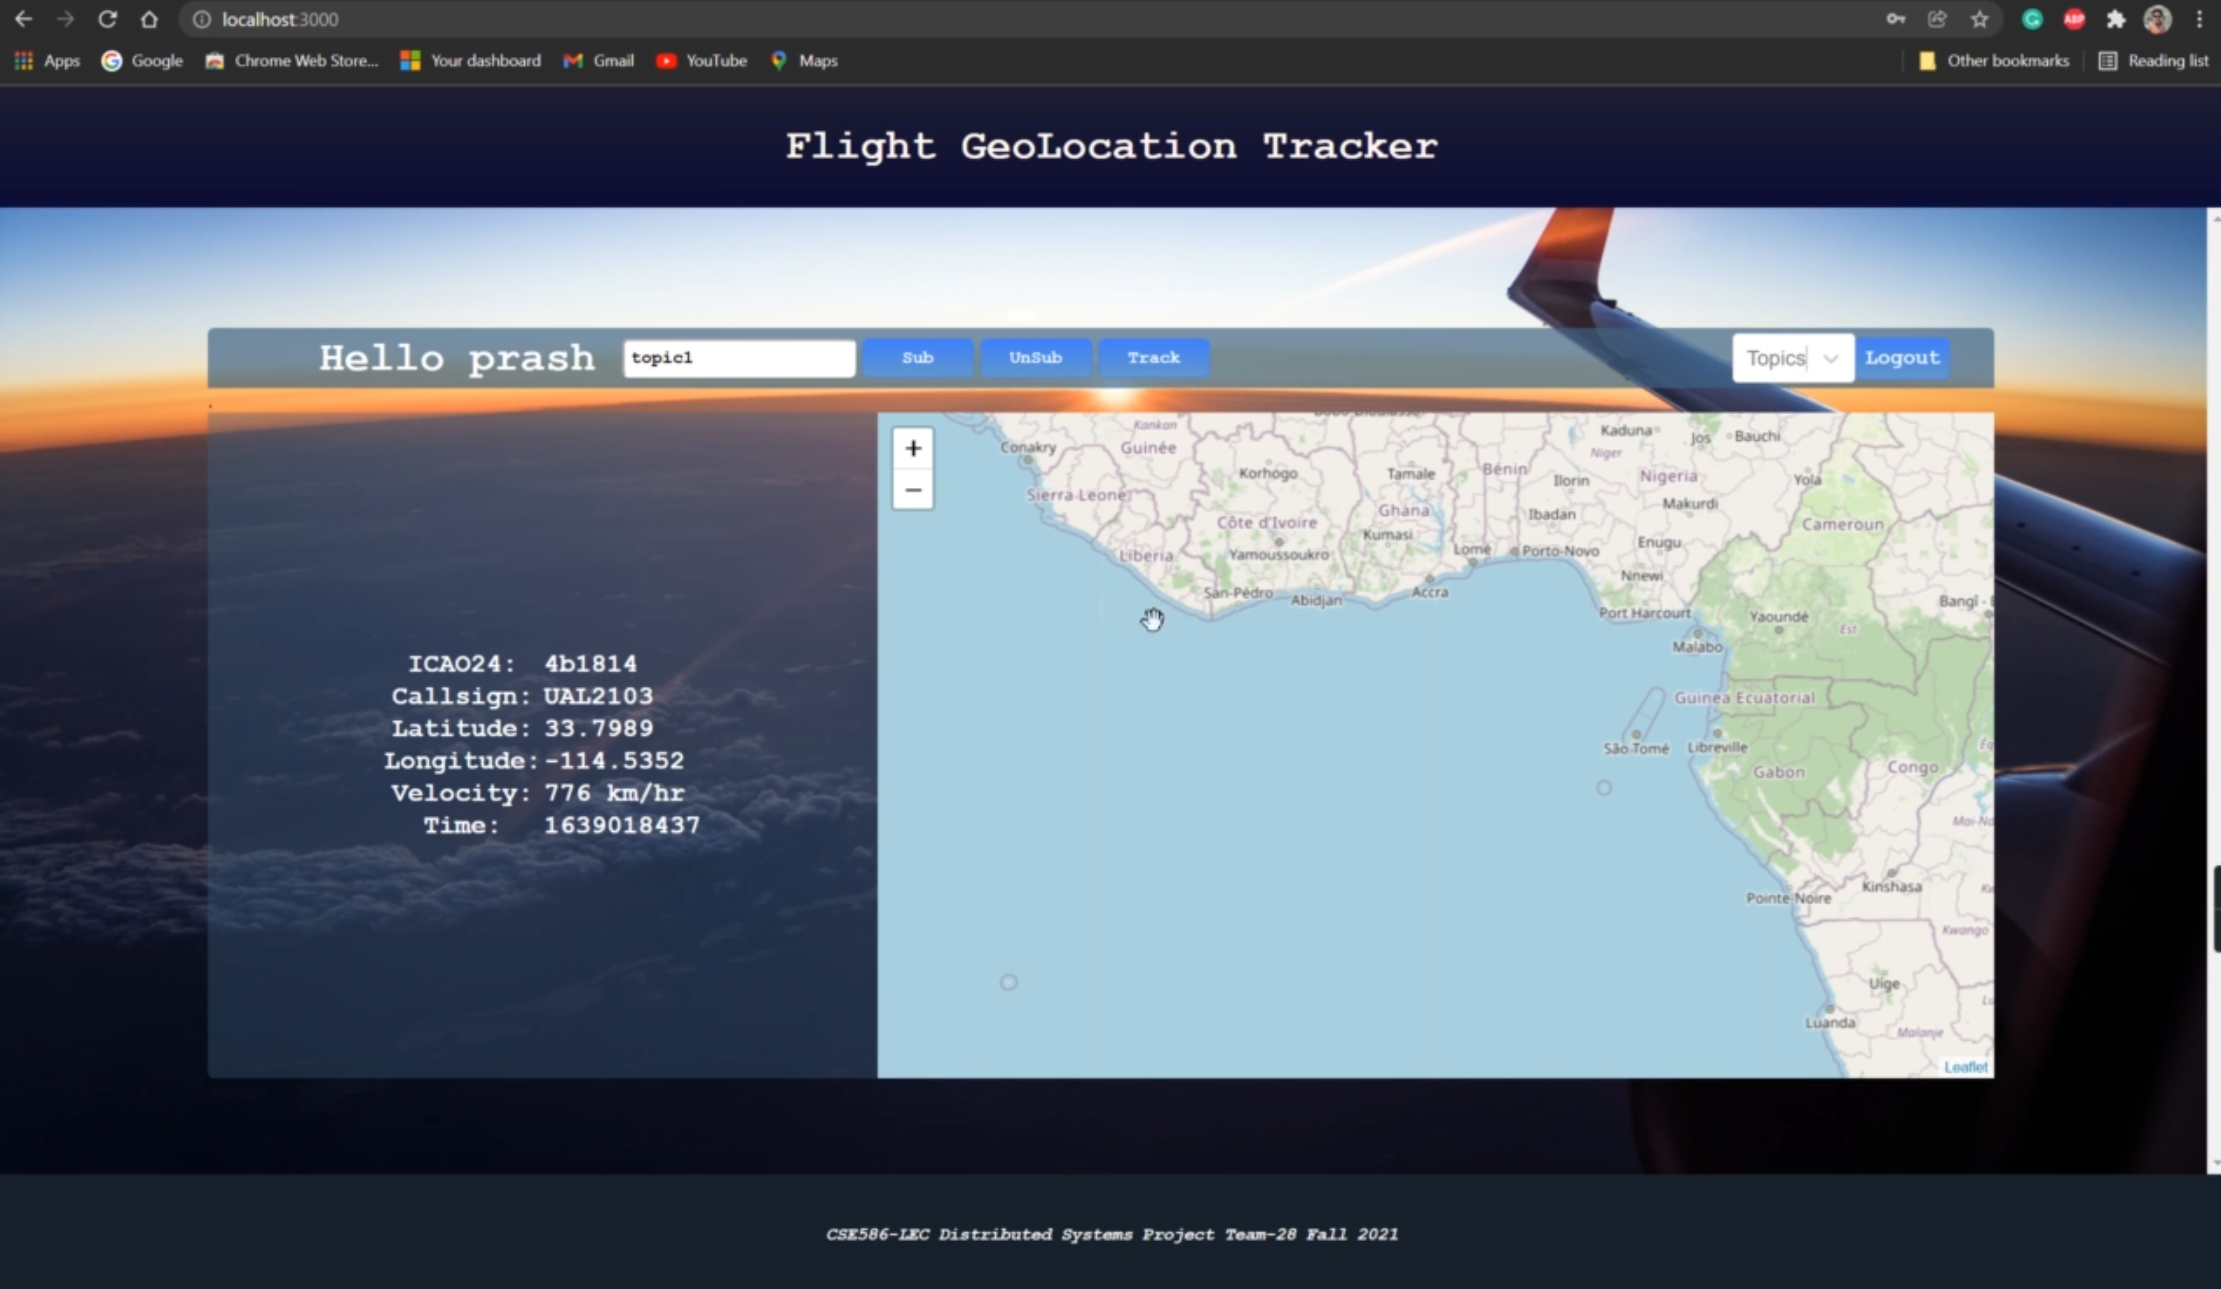 localhost:3000
Apps Google Chrome Web Store... Your dashboard Gmail YouTube Maps Other bookmarks Reading list
Flight GeoLocation Tracker
Hello prash topic1 Sub UnSub Track Topics Logout
ICAO24: 4b1814
Callsign: UAL2103
Latitude: 33.7989
Longitude: -114.5352
Velocity: 776 km/hr
Time: 1639018437
+
−
Kankan
Conakry
Guinée
Sierra Leone
Korhogo
Tamale
Bénin
Kaduna
Jos
Bauchi
Niger
Ilorin
Nigeria
Yola
Makurdi
Côte d'Ivoire
Ghana
Ibadan
Cameroun
Liberia
Yamoussoukro
Kumasi
Lomé
Porto-Novo
Enugu
Nnewi
San-Pédro
Abidjan
Accra
Port Harcourt
Yaoundé
Est
Malabo
Guinea Ecuatorial
São Tomé
Libreville
Gabon
Congo
Pointe-Noire
Kinshasa
Kwango
Uíge
Luanda
Malanje
Leaflet
CSE586-LEC Distributed Systems Project Team-28 Fall 2021